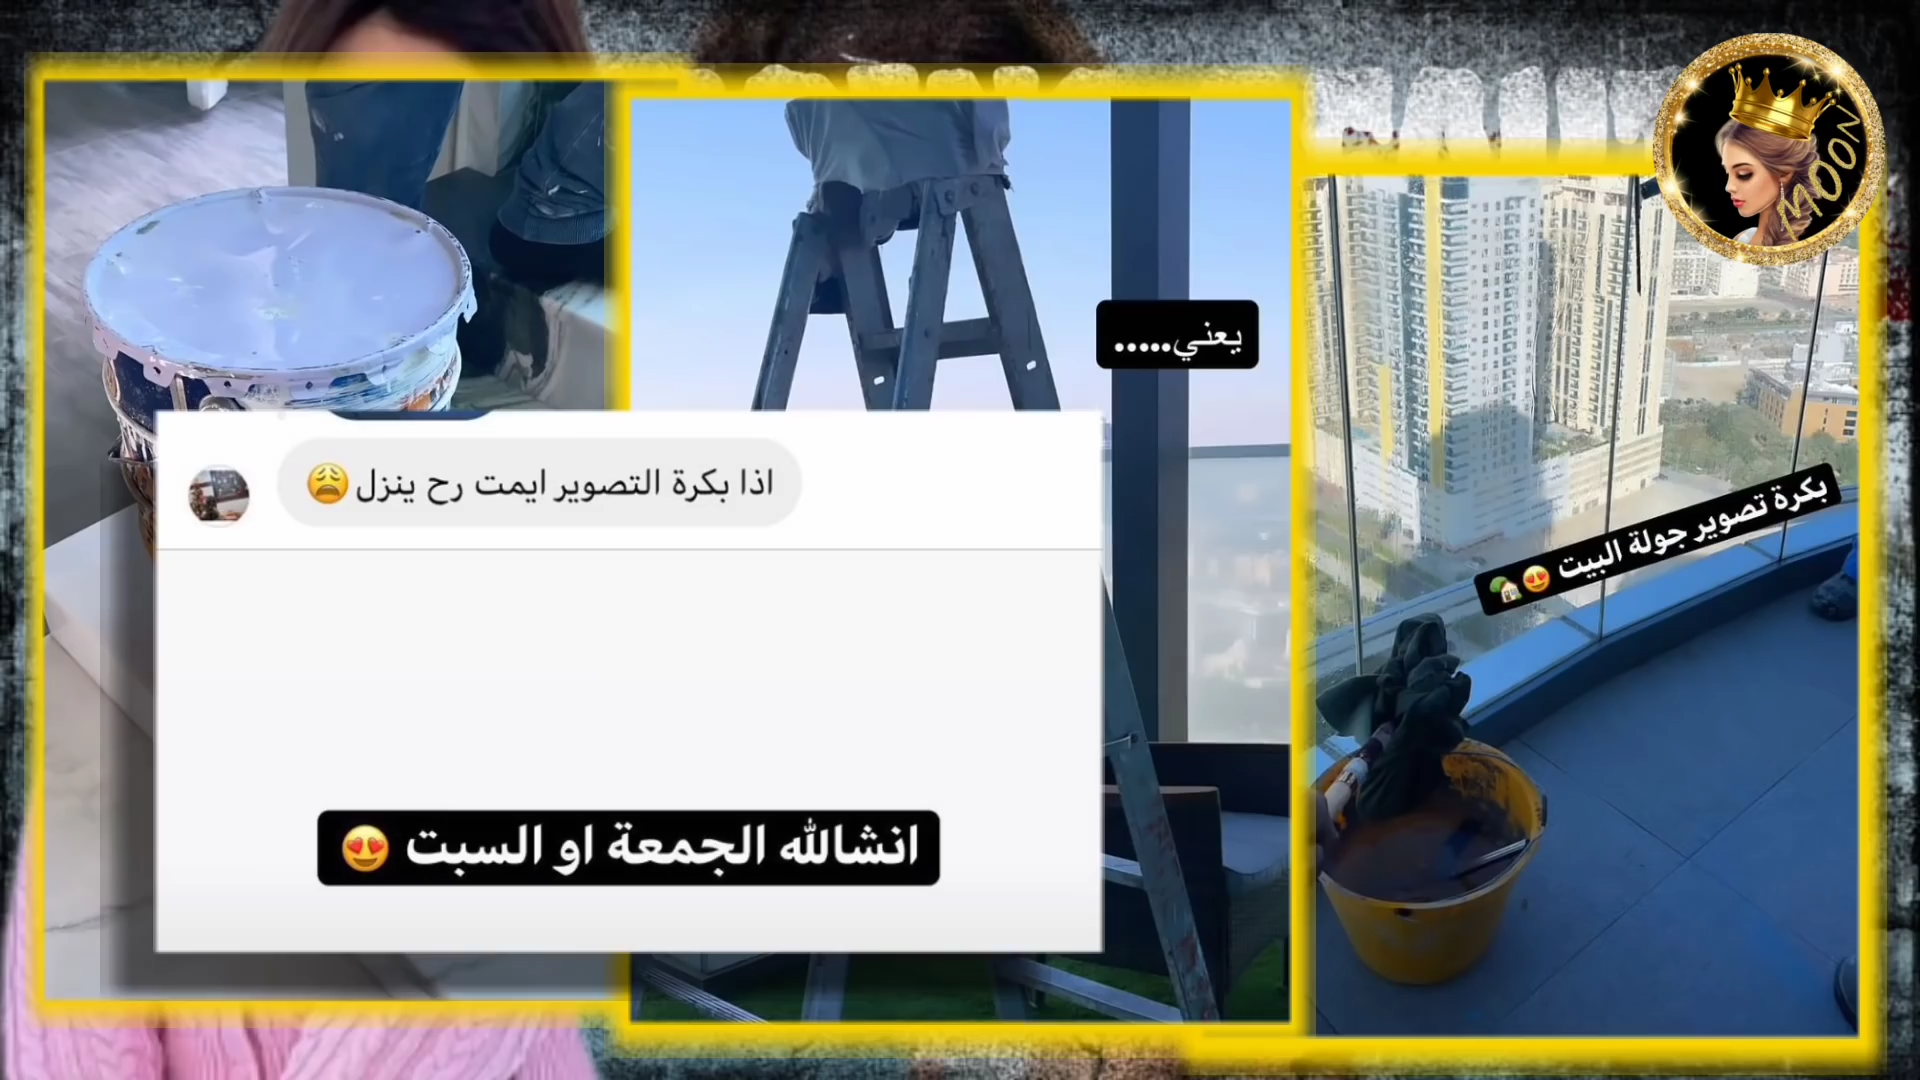 MOON
يعني.....
اذا بكرة التصوير ايمت رح ينزل😩
بكرة تصوير جولة البيت 😍🏡
انشالله الجمعة او السبت 😍